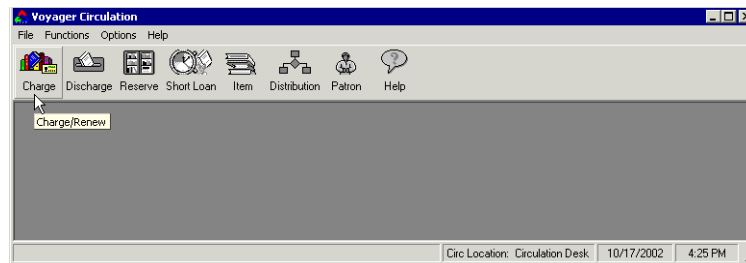 Voyager Circulation
File Functions Options Help
Charge Discharge Reserve Short Loan Item Distribution Patron Help
Charge/Renew
Circ Location: Circulation Desk 10/17/2002 4:25 PM